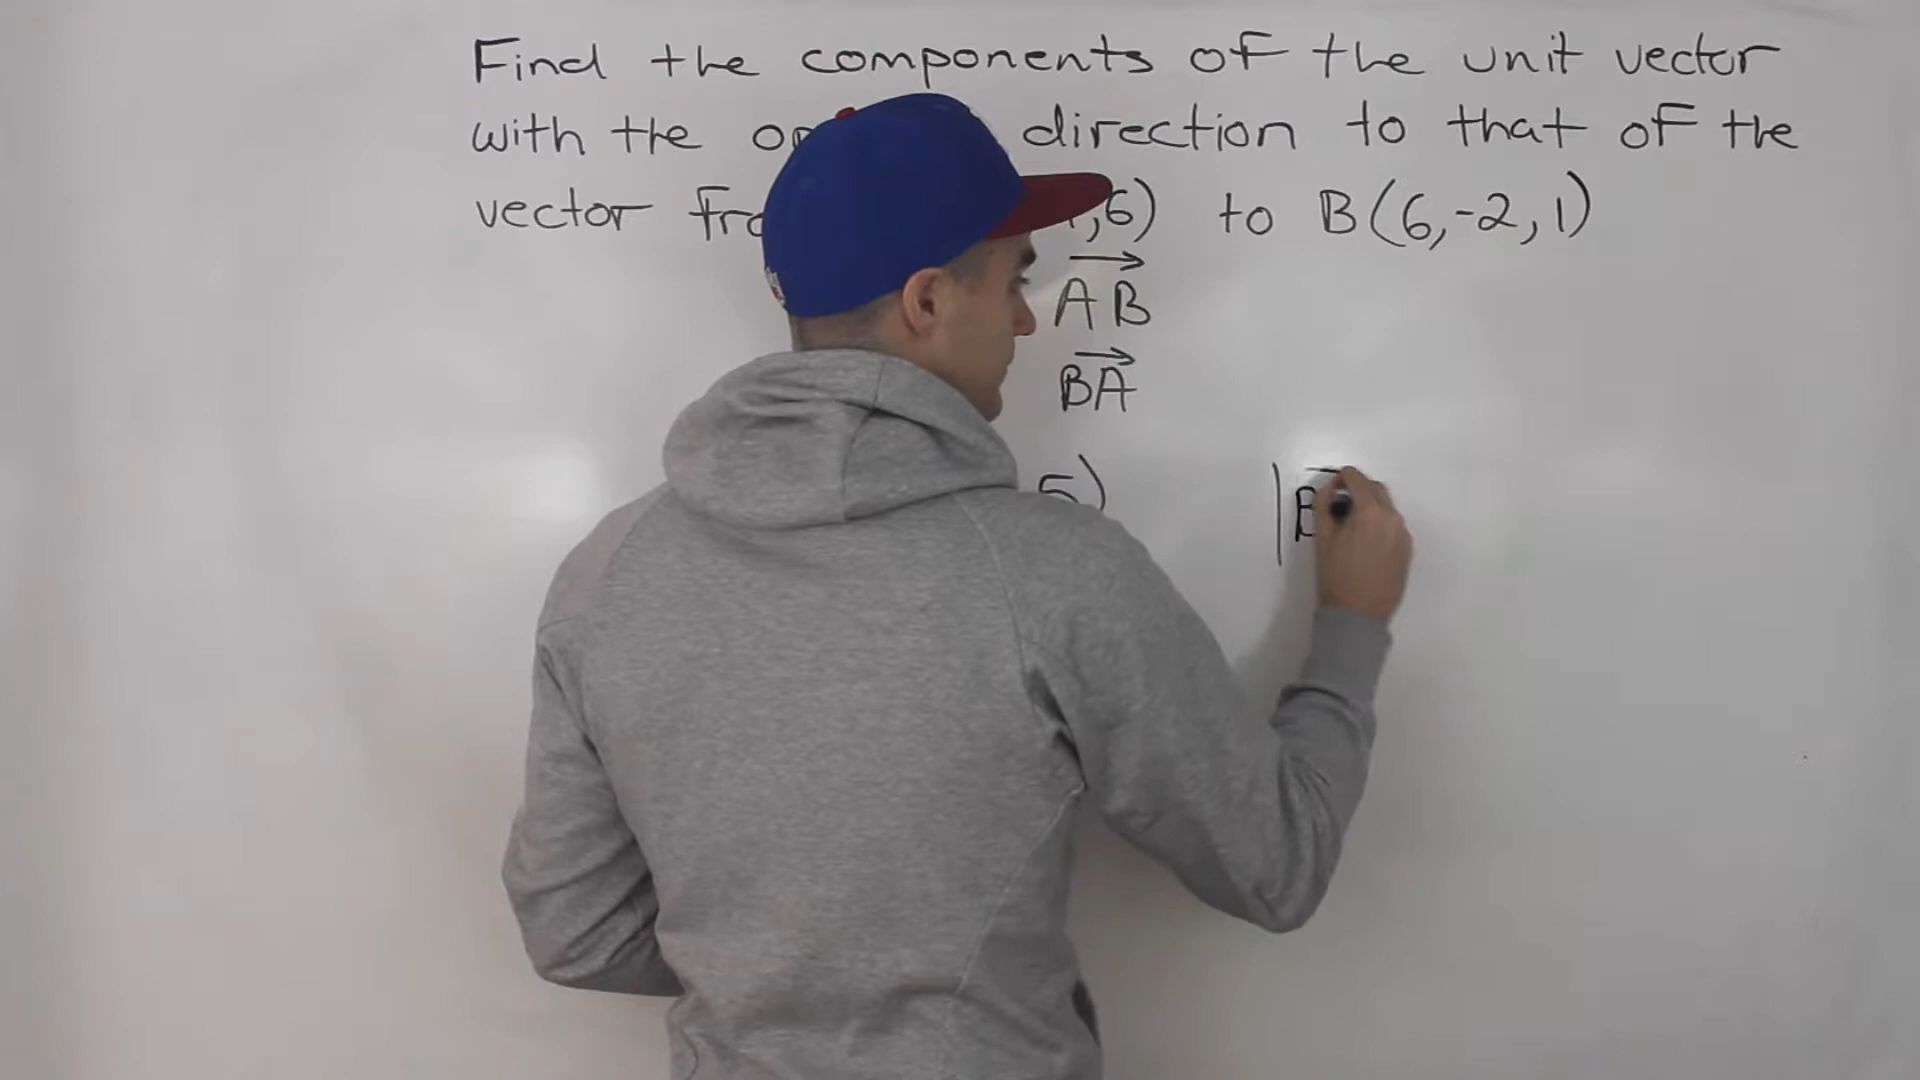 Find the components of the unit vector
with the direction to that of the
vector ,6) to B(6,-2,1)
AB
BA
5)
|B